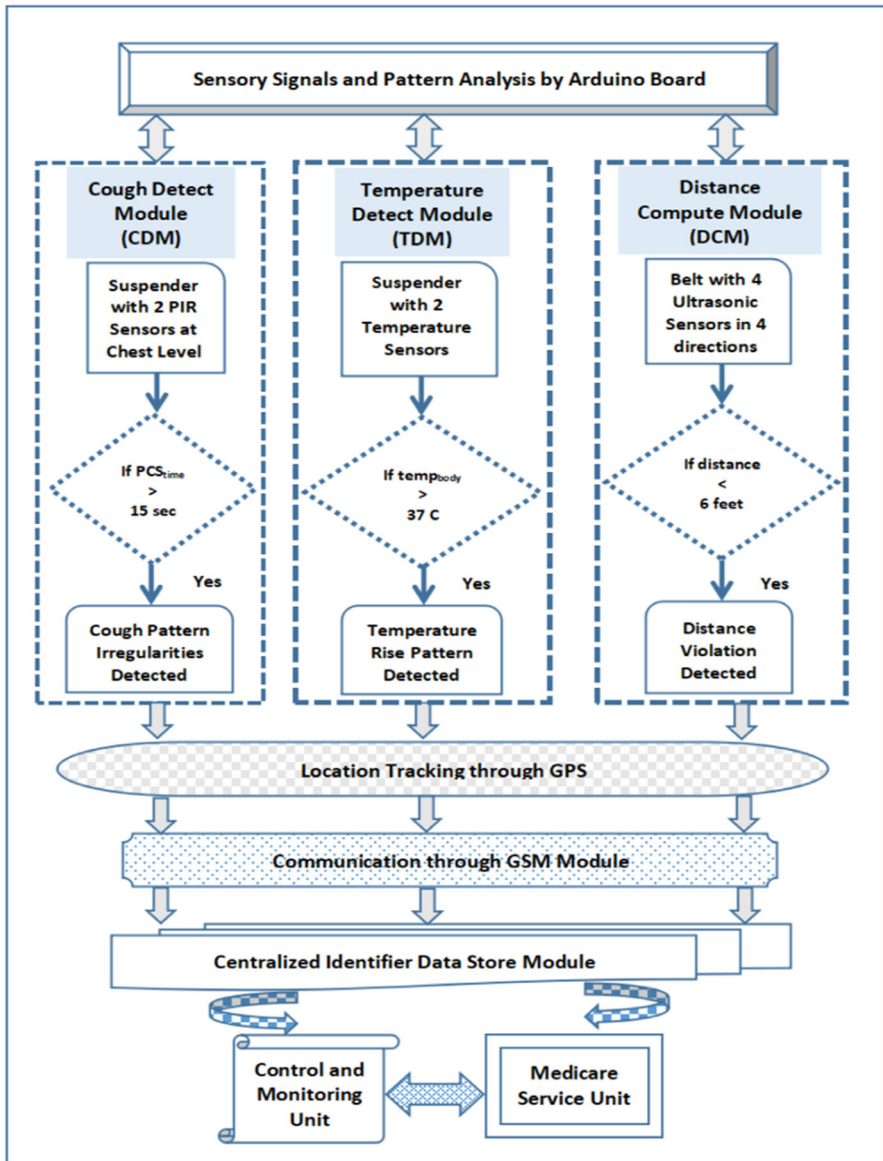 Sensory Signals and Pattern Analysis by Arduino Board
Cough Detect
Module
(CDM)
Suspender
with 2 PIR
Sensors at
Chest Level
If PCStime
>
15 sec
Yes
Cough Pattern
Irregularities
Detected
Temperature
Detect Module
(TDM)
Suspender
with 2
Temperature
Sensors
If tempbody
>
37 C
Yes
Temperature
Rise Pattern
Detected
Distance
Compute Module
(DCM)
Belt with 4
Ultrasonic
Sensors in 4
directions
If distance
<
6 feet
Yes
Distance
Violation
Detected
Location Tracking through GPS
Communication through GSM Module
Centralized Identifier Data Store Module
Control and
Monitoring
Unit
Medicare
Service Unit